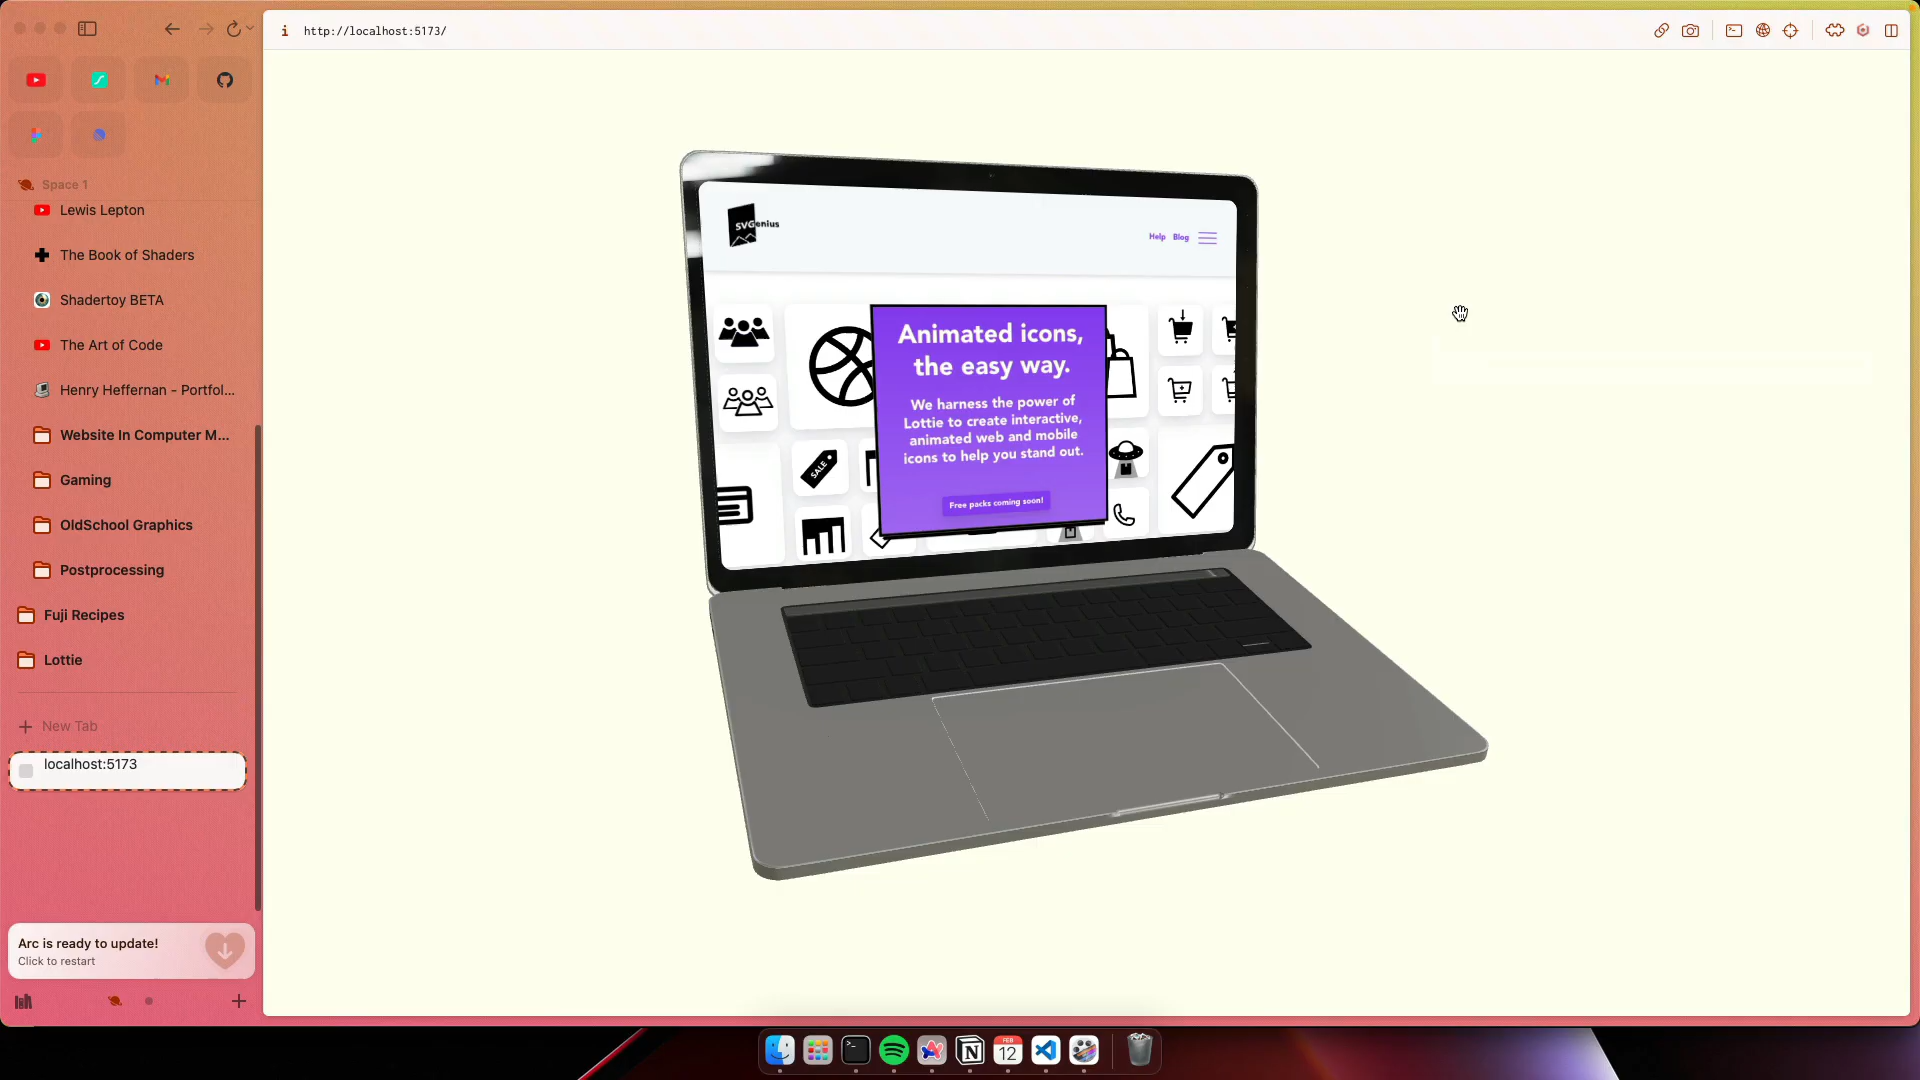 http://localhost:5173/
Space 1
Lewis Lepton
The Book of Shaders
Shadertoy BETA
The Art of Code
Henry Heffernan - Portfol...
Website In Computer M...
Gaming
OldSchool Graphics
Postprocessing
Fuji Recipes
Lottie
New Tab
localhost:5173
Arc is ready to update!
Click to restart
SVGenius
Help Blog
Animated icons,
the easy way.
We harness the power of
Lottie to create interactive,
animated web and mobile
icons to help you stand out.
Free packs coming soon!
SALE
FEB
12